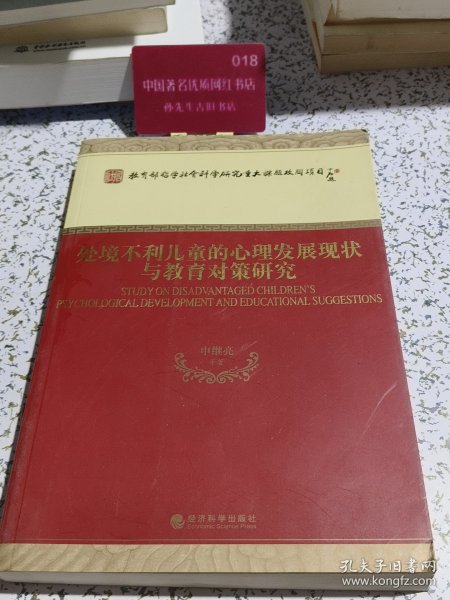 018
中国著名优质网红书店
孙先生古旧书店
教育部哲学社会科学研究重大课题攻关项目
处境不利儿童的心理发展现状
与教育对策研究
STUDY ON DISADVANTAGED CHILDREN'S
PSYCHOLOGICAL DEVELOPMENT AND EDUCATIONAL SUGGESTIONS
申继亮
等著
经济科学出版社
Economic Science Press
孔夫子旧书网
www.kongfz.com